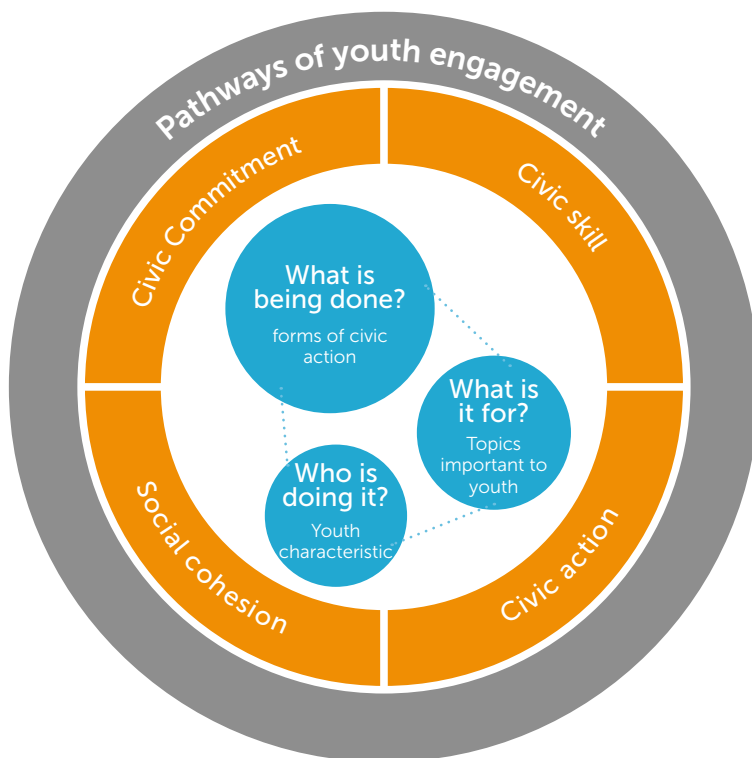 Pathways of youth engagement
Civic Commitment
Civic skill
What is
being done?
forms of civic
action
What is
it for?
Topics
important to
youth
Who is
doing it?
Youth
characteristic
Social cohesion
Civic action